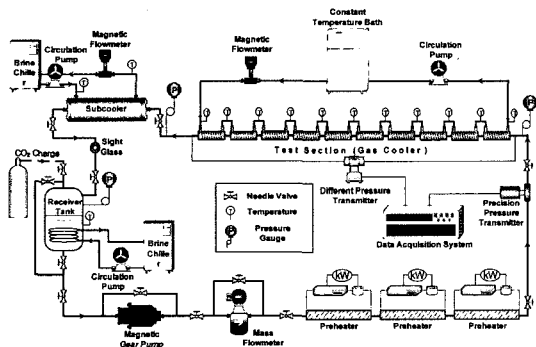 Magnetic
Flowmeter
Constant
Temperature Bath
Circulation
Pump
Brine
Chille
r
Magnetic
Flowmeter
Circulation
Pump
T
T
P
Subcooler
T
T
T
T
T
T
T
T
T
T
P
Sight
Glass
Test Section (Gas Cooler)
CO2 Charge
P
Receiver
Tank
T
Needle Valve
Temperature
Pressure
Gauge
T
P
Different Pressure
Transmitter
Precision
Pressure
Transmitter
Data Acquisition System
Brine
Chille
r
Circulation
Pump
kW
kW
kW
Magnetic
Gear Pump
Mass
Flowmeter
Preheater
Preheater
Preheater